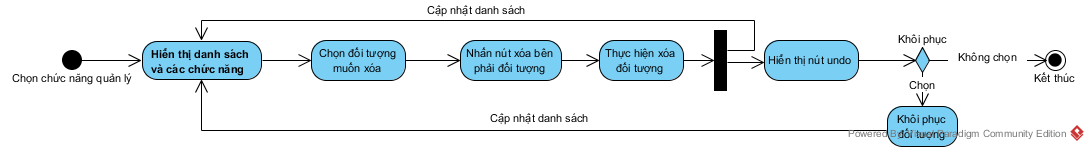 Cập nhật danh sách
Hiển thị danh sách
và các chức năng
Chọn đối tượng
muốn xóa
Nhấn nút xóa bên
phải đối tượng
Thực hiện xóa
đối tượng
Hiển thị nút undo
Khôi phục
Không chọn
Chọn chức năng quản lý
Kết thúc
Chọn
Cập nhật danh sách
Khôi phục
đối tượng
Powered By Visual Paradigm Community Edition